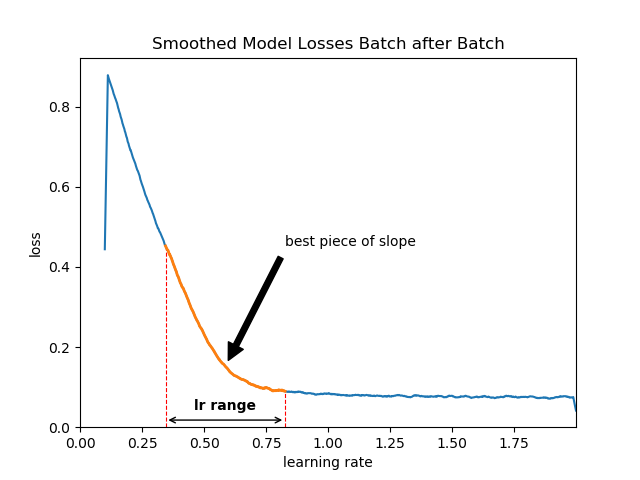 Smoothed Model Losses Batch after Batch
0.8
0.6
0.4
0.2
0.0
loss
best piece of slope
lr range
0.00 0.25 0.50 0.75 1.00 1.25 1.50 1.75
learning rate